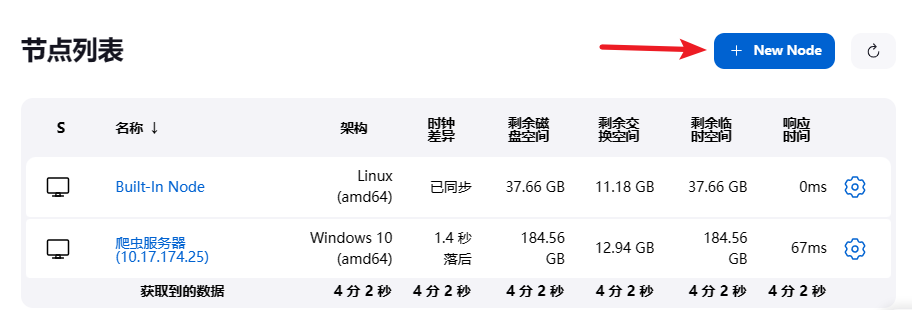 节点列表
+ New Node
S 名称 ↓ 架构 时钟差异 剩余磁盘空间 剩余交换空间 剩余临时空间 响应时间
Built-In Node Linux (amd64) 已同步 37.66 GB 11.18 GB 37.66 GB 0ms
爬虫服务器 (10.17.174.25) Windows 10 (amd64) 1.4 秒落后 184.56 GB 12.94 GB 184.56 GB 67ms
获取到的数据 4 分 2 秒 4 分 2 秒 4 分 2 秒 4 分 2 秒 4 分 2 秒 4 分 2 秒